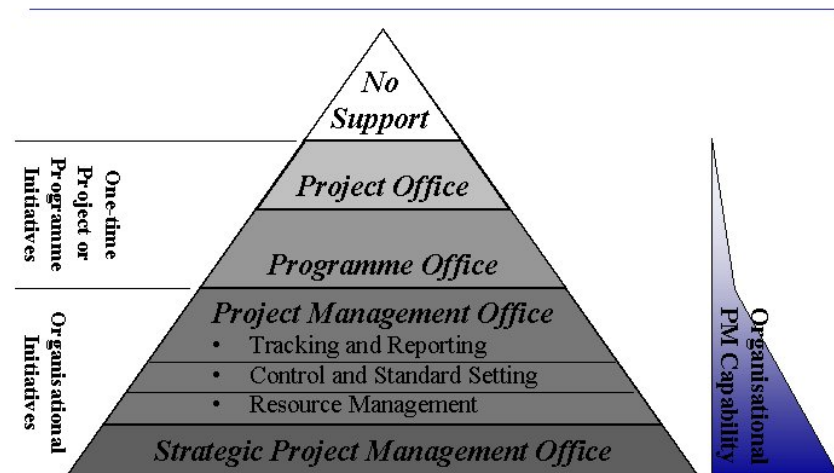 No
Support
Project Office
Programme Office
Project Management Office
• Tracking and Reporting
• Control and Standard Setting
• Resource Management
Strategic Project Management Office
One-time
Project or
Programme
Initiatives
Organisational
Initiatives
Organisational
PM Capability